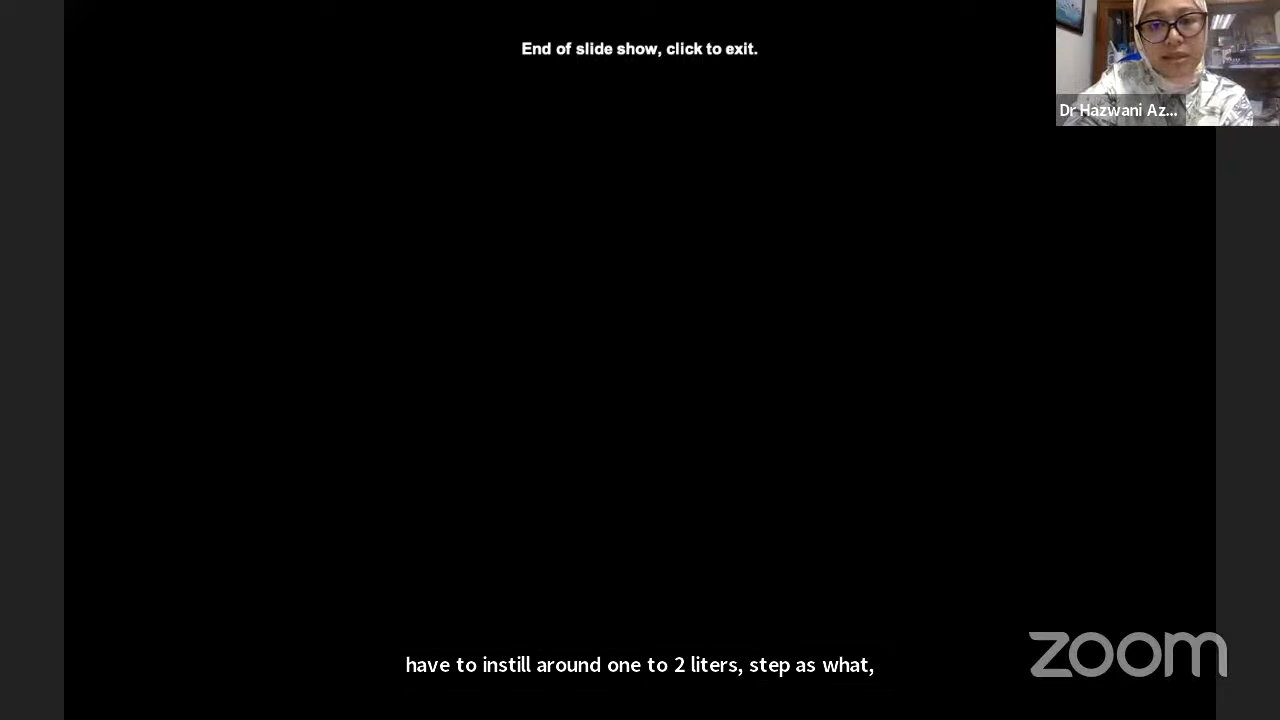 End of slide show, click to exit.
Dr Hazwani Az...
have to instill around one to 2 liters, step as what,
zoom